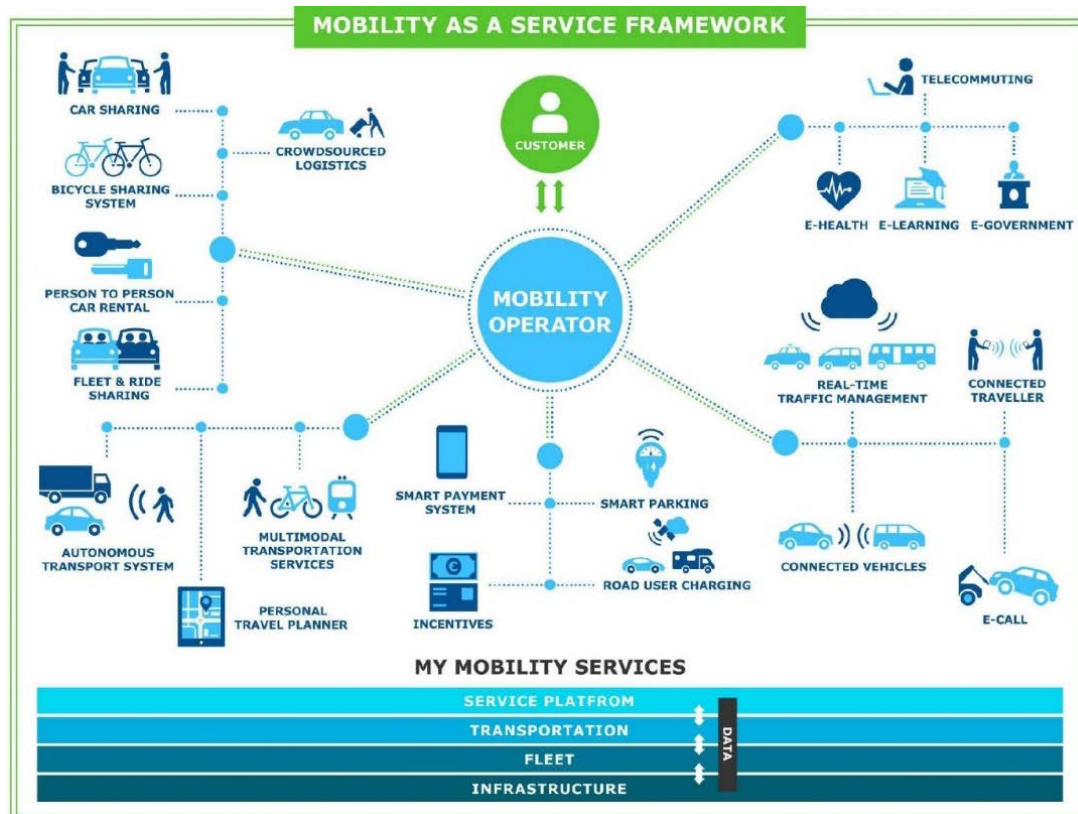 MOBILITY AS A SERVICE FRAMEWORK
CAR SHARING
CROWDSOURCED
LOGISTICS
BICYCLE SHARING
SYSTEM
PERSON TO PERSON
CAR RENTAL
FLEET & RIDE
SHARING
CUSTOMER
MOBILITY
OPERATOR
TELECOMMUTING
E-HEALTH
E-LEARNING
E-GOVERNMENT
REAL-TIME
TRAFFIC MANAGEMENT
CONNECTED
TRAVELLER
CONNECTED VEHICLES
E-CALL
AUTONOMOUS
TRANSPORT SYSTEM
PERSONAL
TRAVEL PLANNER
MULTIMODAL
TRANSPORTATION
SERVICES
SMART PAYMENT
SYSTEM
SMART PARKING
€
INCENTIVES
ROAD USER CHARGING
MY MOBILITY SERVICES
SERVICE PLATFROM
TRANSPORTATION
FLEET
INFRASTRUCTURE
DATA